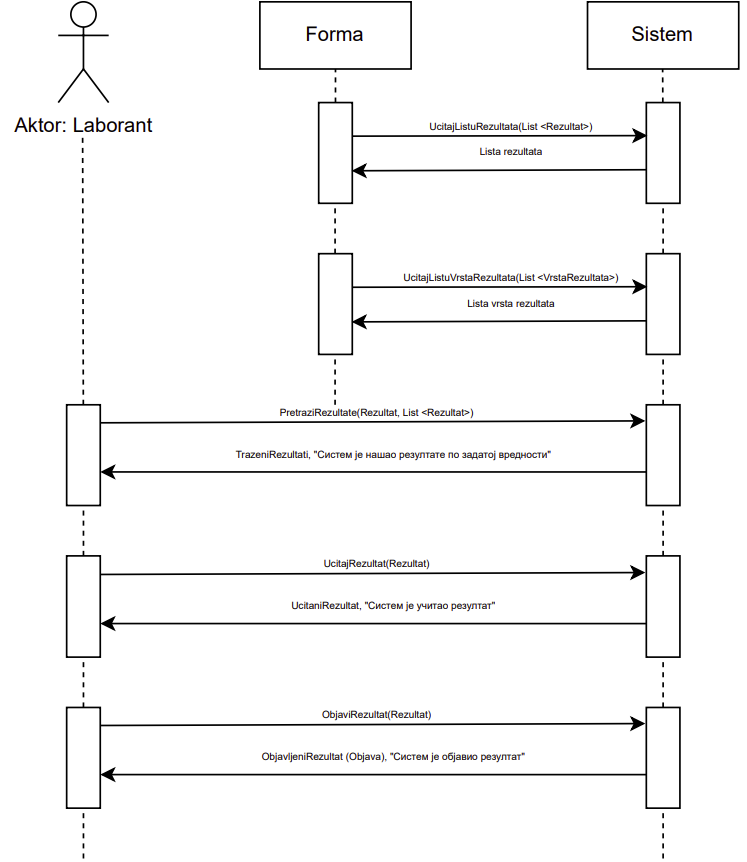 Forma
Sistem
Aktor: Laborant
UcitajListuRezultata(List <Rezultat>)
Lista rezultata
UcitajListuVrstaRezultata(List <VrstaRezultata>)
Lista vrsta rezultata
PretraziRezultate(Rezultat, List <Rezultat>)
TrazeniRezultati, "Систем је нашао резултате по задатој вредности"
UcitajRezultat(Rezultat)
UcitaniRezultat, "Систем је учитао резултат"
ObjaviRezultat(Rezultat)
ObjavljeniRezultat (Objava), "Систем је објавио резултат"